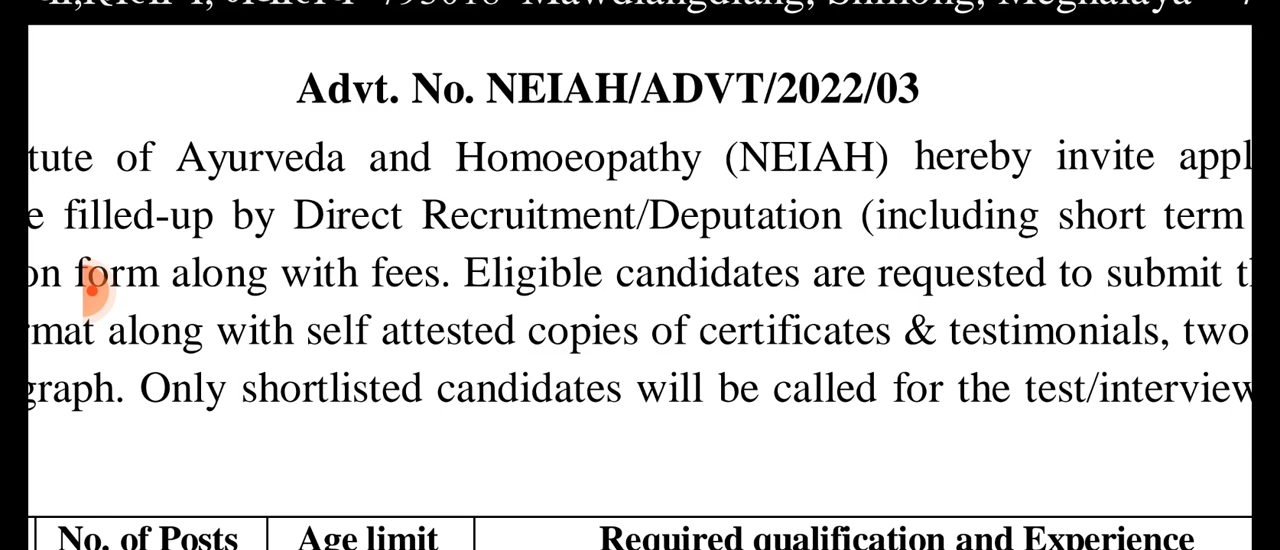 Mawdiangdiang, Shillong, Meghalaya
Advt. No. NEIAH/ADVT/2022/03
tute of Ayurveda and Homoeopathy (NEIAH) hereby invite appl
e filled-up by Direct Recruitment/Deputation (including short term
on form along with fees. Eligible candidates are requested to submit t
mat along with self attested copies of certificates & testimonials, two
graph. Only shortlisted candidates will be called for the test/interview
No. of Posts Age limit Required qualification and Experience